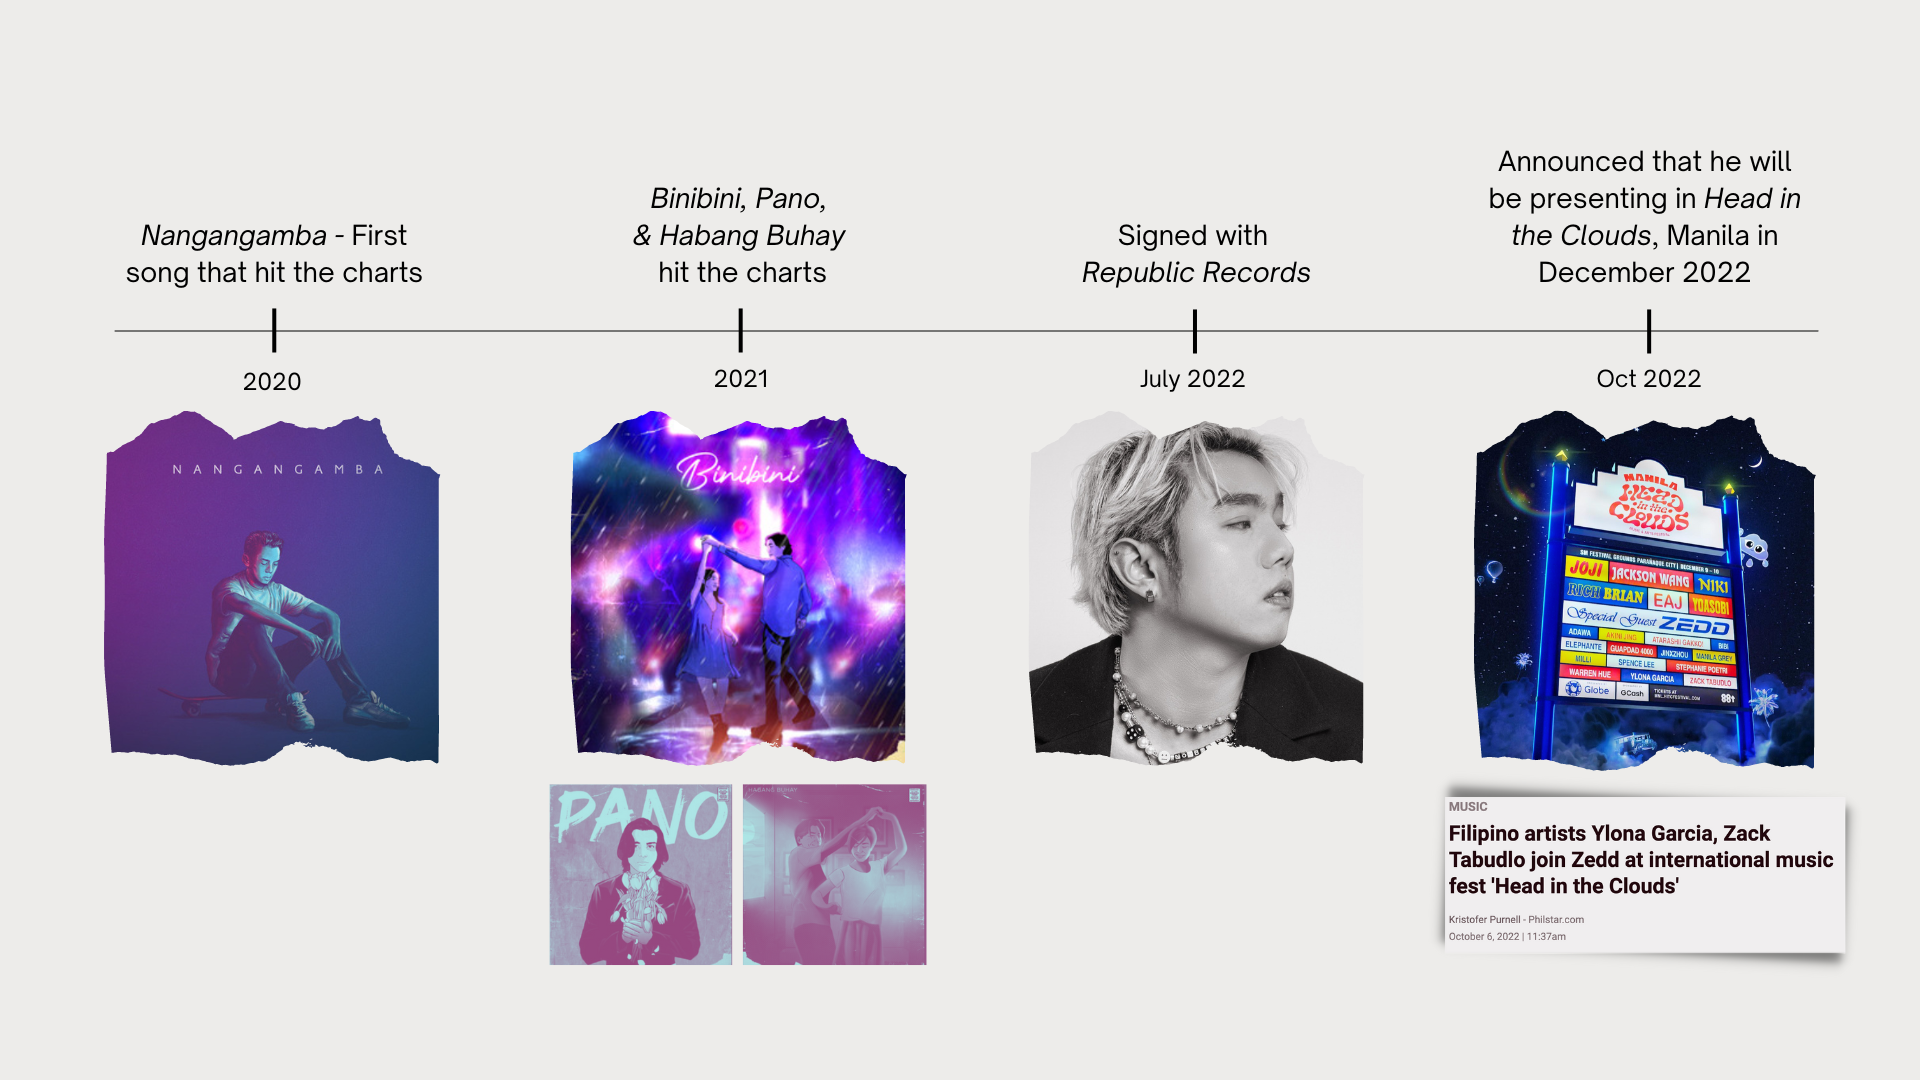 Nangangamba - First
song that hit the charts
2020
NANGANGAMBA
Binibini, Pano,
& Habang Buhay
hit the charts
2021
Binibini
PANO
HABANG BUHAY
Signed with
Republic Records
July 2022
Announced that he will
be presenting in Head in
the Clouds, Manila in
December 2022
Oct 2022
MANILA
HEAD
in the
CLOUDS
SM FESTIVAL GROUNDS PARAÑAQUE CITY | DECEMBER 9 - 10
JOJI JACKSON WANG NIKI
RICH BRIAN EAJ YOASOBI
Special Guest ZEDD
ADAWA AKINI JING ATARASHII GAKKO! BIBI
ELEPHANTE GUAPDAD 4000 JINXZHOU MANILA GREY
MILLI SPENCE LEE STEPHANIE POETRI
WARREN HUE YLONA GARCIA ZACK TABUDLO
Globe GCash TICKETS AT 88↑
MUSIC
Filipino artists Ylona Garcia, Zack
Tabudlo join Zedd at international music
fest 'Head in the Clouds'
Kristofer Purnell - Philstar.com
October 6, 2022 | 11:37am